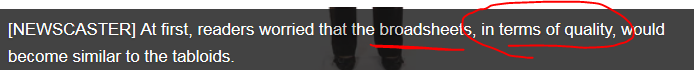 [NEWSCASTER] At first, readers worried that the broadsheets, in terms of quality, would
become similar to the tabloids.